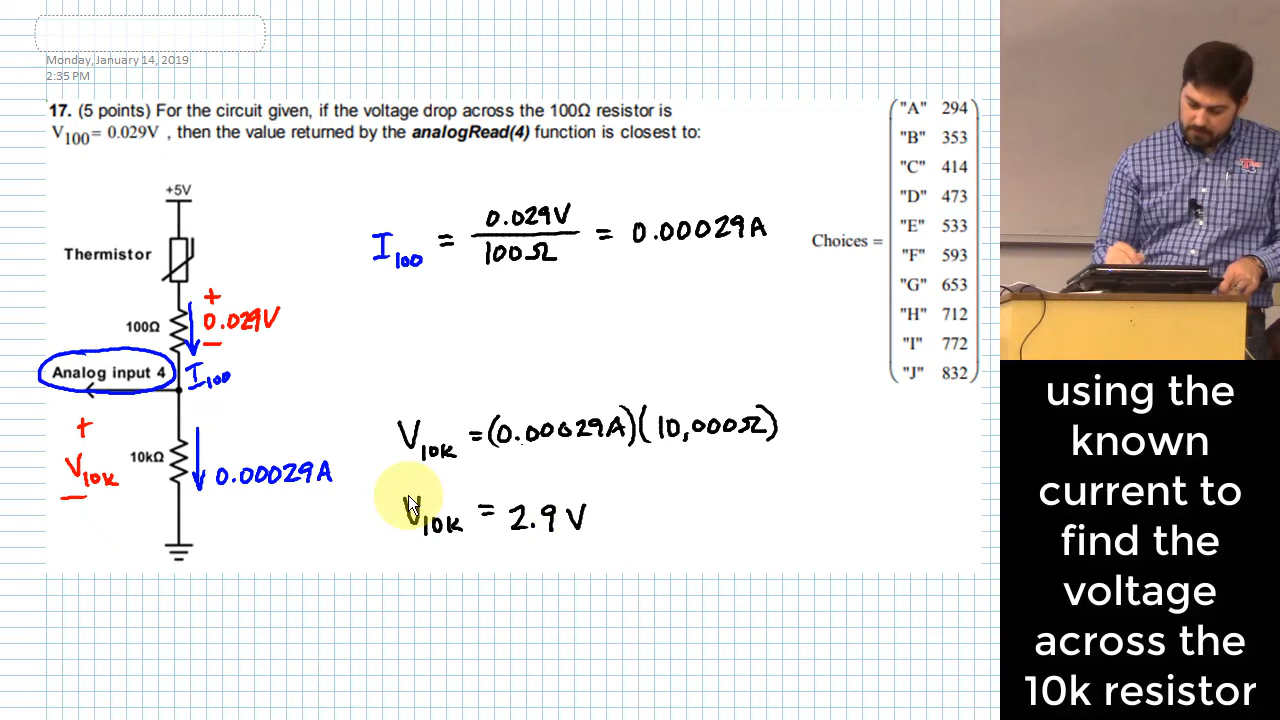 Monday, January 14, 2019
2:35 PM
17. (5 points) For the circuit given, if the voltage drop across the 100Ω resistor is
V100 = 0.029V , then the value returned by the analogRead(4) function is closest to:
Choices =
"A" 294
"B" 353
"C" 414
"D" 473
"E" 533
"F" 593
"G" 653
"H" 712
"I" 772
"J" 832
+5V
Thermistor
100Ω
+
0.029V
−
I100
Analog input 4
+
V10K
−
10kΩ
0.00029A
I100 = 0.029V / 100Ω = 0.00029A
V10K = (0.00029A)(10,000Ω)
V10K = 2.9 V
using the
known
current to
find the
voltage
across the
10k resistor